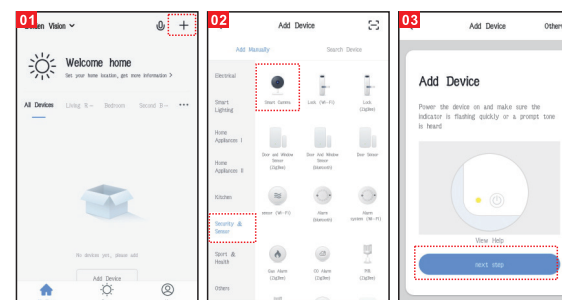 01
Vision
Welcome home
Set your home location, get more information >
All Devices
Living R...
Bedroom
Second B...
No devices yet, please add
Add Device
02
Add Device
Add Manually
Search Device
Electrical
Smart Lighting
Home Appliances I
Home Appliances II
Kitchen
Security & Sensor
Sport & Health
Others
Smart Camera
Lock (Wi-Fi)
Lock (ZigBee)
Door and Window Sensor (ZigBee)
Door And Window Sensor
Door Sensor
sensor (Wi-Fi)
Alarm
Alarm system (Wi-Fi)
Gas Alarm (ZigBee)
CO Alarm (ZigBee)
PIR (ZigBee)
03
Add Device
Others
Add Device
Power the device on and make sure the
indicator is flashing quickly or a prompt tone
is heard
View Help
next step